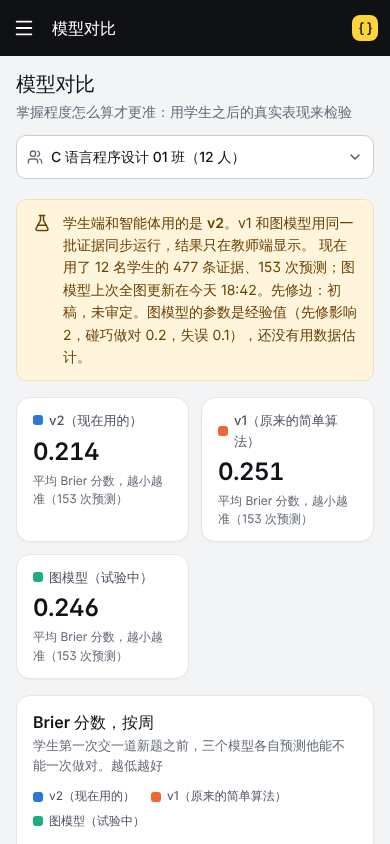 模型对比
{ }
模型对比
掌握程度怎么算才更准：用学生之后的真实表现来检验
C 语言程序设计 01 班（12 人）
学生端和智能体用的是 v2。v1 和图模型用同一
批证据同步运行，结果只在教师端显示。 现在
用了 12 名学生的 477 条证据、153 次预测；图
模型上次全图更新在今天 18:42。先修边：初
稿，未审定。图模型的参数是经验值（先修影响
2，碰巧做对 0.2，失误 0.1），还没有用数据估
计。
v2（现在用的）
0.214
平均 Brier 分数，越小越
准（153 次预测）
v1（原来的简单算
法）
0.251
平均 Brier 分数，越小越
准（153 次预测）
图模型（试验中）
0.246
平均 Brier 分数，越小越
准（153 次预测）
Brier 分数，按周
学生第一次交一道新题之前，三个模型各自预测他能不
能一次做对。越低越好
v2（现在用的） v1（原来的简单算法）
图模型（试验中）